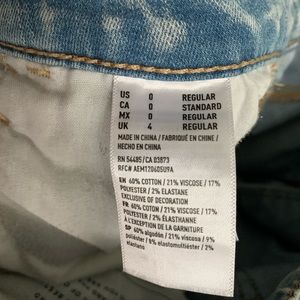 US 0 REGULAR
CA 0 STANDARD
MX 0 REGULAR
UK 4 REGULAR
MADE IN CHINA / FABRIQUÉ EN CHINE /
HECHO EN CHINA
RN 54485/CA 03873
RFC# AEM120405U9A
EN 60% COTTON / 21% VISCOSE / 17%
POLYESTER / 2% ELASTANE
EXCLUSIVE OF DECORATION
FR 60% COTON / 21% VISCOSE / 17%
POLYESTER / 2% ÉLASTHANNE
À L'EXCEPTION DE LA GARNITURE
SP 60% algodón / 21% viscosa /
poliéster / elastomultiéster / 2%